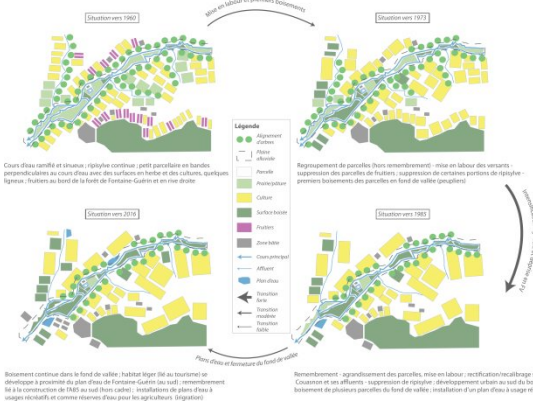 Situation vers 1960
Mise en labour et premiers boisements
Situation vers 1973
Cours d'eau ramifié et sinueux ; ripisylve continue ; petit parcellaire en bandes
perpendiculaires au cours d'eau avec des surfaces en herbe et des cultures, quelques
ligneux ; fruitiers au bord de la forêt de Fontaine-Guérin et en rive droite
Regroupement de parcelles (hors remembrement) - mise en labour des versants -
suppression des parcelles de fruitiers ; suppression de certaines portions de ripisylve -
premiers boisements des parcelles en fond de vallée (peuplier)
Légende
Alignement
d'arbres
Plaine
alluviale
Parcelle
Prairie/pâture
Culture
Surface boisée
Fruitiers
Zone bâtie
Cours principal
Affluent
Plan d'eau
Transition
forte
Transition
modérée
Transition
faible
Situation vers 2016
Situation vers 1985
Plans d'eau et fermeture du fond de vallée
Boisement continue dans le fond de vallée ; habitat léger (lié au tourisme) se
développe à proximité du plan d'eau de Fontaine-Guérin (au sud) ; remembrement
lié à la construction de l'A85 au sud (hors cadre) ; installations de plans d'eau à
usages récréatifs et comme réserves d'eau pour les agriculteurs (irrigation)
Remembrement - agrandissement des parcelles, mise en labour ; rectification/recalibrage
Couasnon et ses affluents - suppression de ripisylve ; développement urbain au sud du
boisement de plusieurs parcelles du fond de vallée ; installation d'un plan d'eau à usage